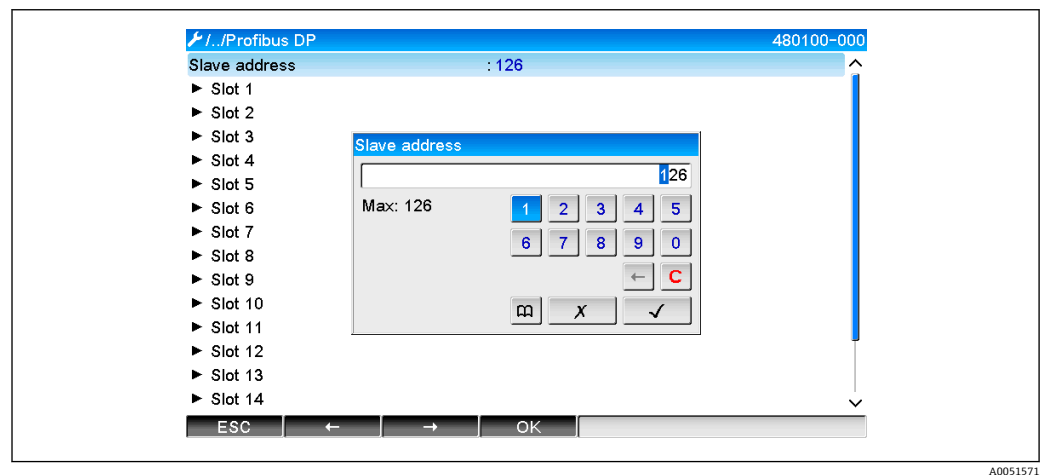 /../Profibus DP 480100-000
Slave address :126
► Slot 1
► Slot 2
► Slot 3
► Slot 4
► Slot 5
► Slot 6
► Slot 7
► Slot 8
► Slot 9
► Slot 10
► Slot 11
► Slot 12
► Slot 13
► Slot 14
Slave address
126
Max: 126
1 2 3 4 5
6 7 8 9 0
← C
✗ ✓
ESC ← → OK
A0051571